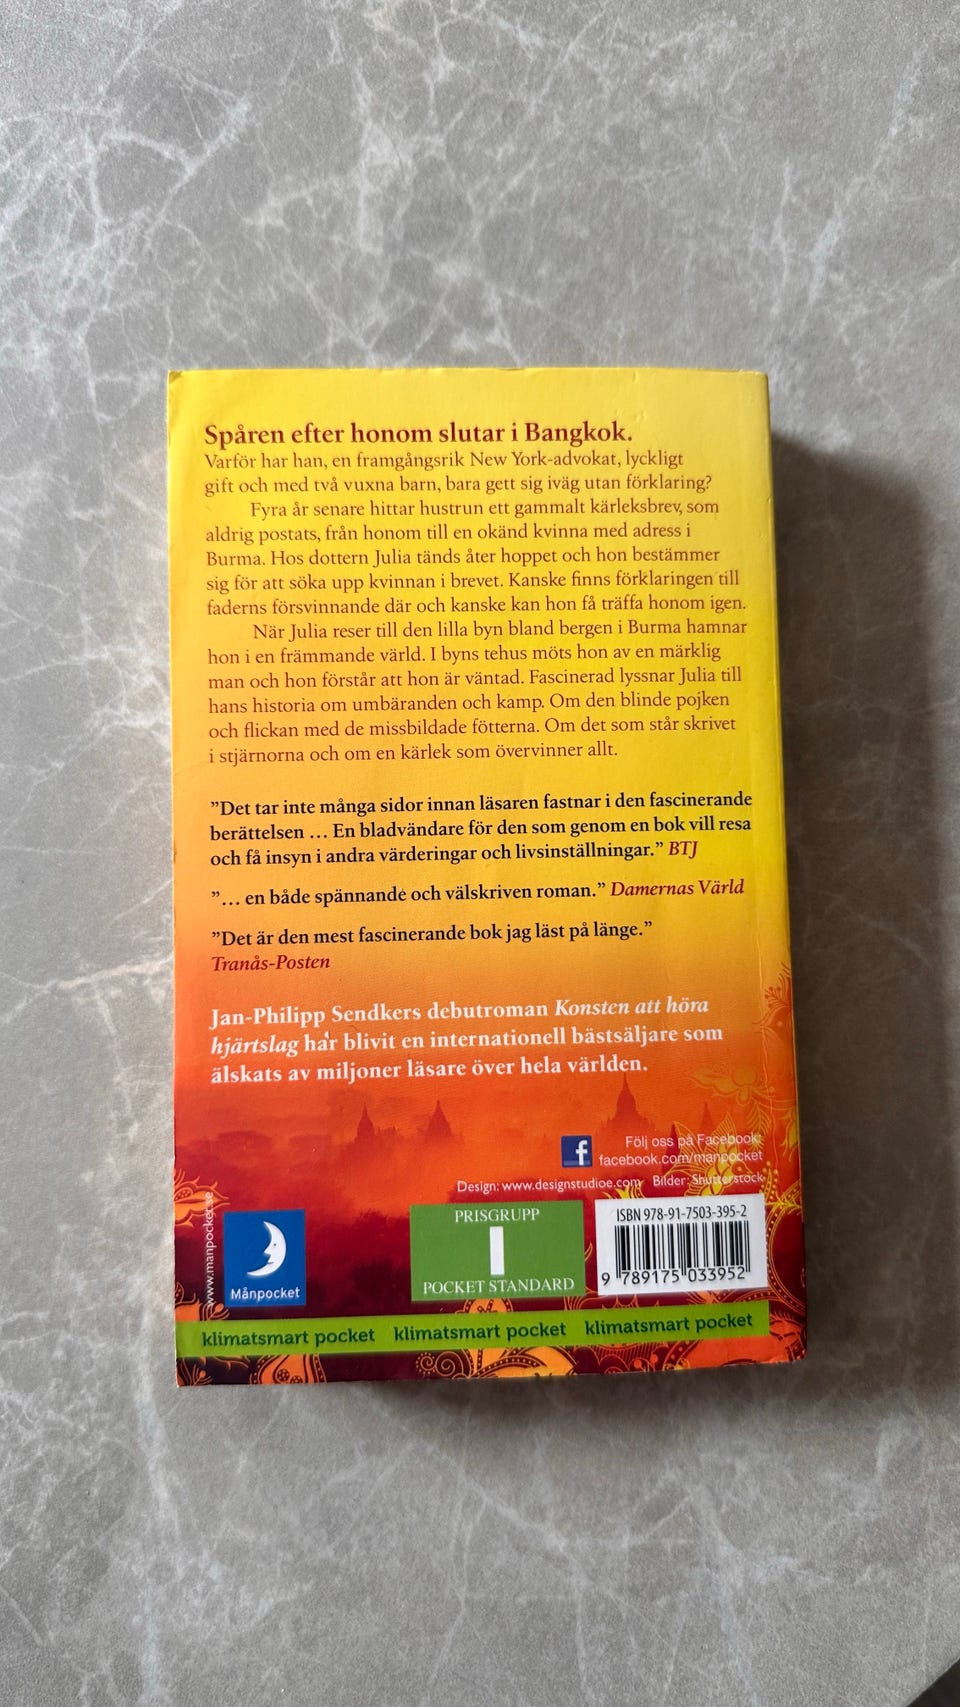 Spåren efter honom slutar i Bangkok.
Varför har han, en framgångsrik New York-advokat, lyckligt
gift och med två vuxna barn, bara gett sig iväg utan förklaring?
Fyra år senare hittar hustrun ett gammalt kärleksbrev, som
aldrig postats, från honom till en okänd kvinna med adress i
Burma. Hos dottern Julia tänds åter hoppet och hon bestämmer
sig för att söka upp kvinnan i brevet. Kanske finns förklaringen till
faderns försvinnande där och kanske kan hon få träffa honom igen.
När Julia reser till den lilla byn bland bergen i Burma hamnar
hon i en främmande värld. I byns tehus möts hon av en märklig
man och hon förstår att hon är väntad. Fascinerad lyssnar Julia till
hans historia om umbäranden och kamp. Om den blinde pojken
och flickan med de missbildade fötterna. Om det som står skrivet
i stjärnorna och om en kärlek som övervinner allt.
”Det tar inte många sidor innan läsaren fastnar i den fascinerande
berättelsen … En bladvändare för den som genom en bok vill resa
och få insyn i andra värderingar och livsinställningar.” BTJ
”… en både spännande och välskriven roman.” Damernas Värld
”Det är den mest fascinerande bok jag läst på länge.”
Tranås-Posten
Jan-Philipp Sendkers debutroman Konsten att höra
hjärtslag har blivit en internationell bästsäljare som
älskats av miljoner läsare över hela världen.
f
Följ oss på Facebook:
facebook.com/manpocket
Design: www.designstudioe.com Bilder: Shutterstock
www.manpocket.se
Månpocket
PRISGRUPP
I
POCKET STANDARD
ISBN 978-91-7503-395-2
9 789175 033952
klimatsmart pocket klimatsmart pocket klimatsmart pocket